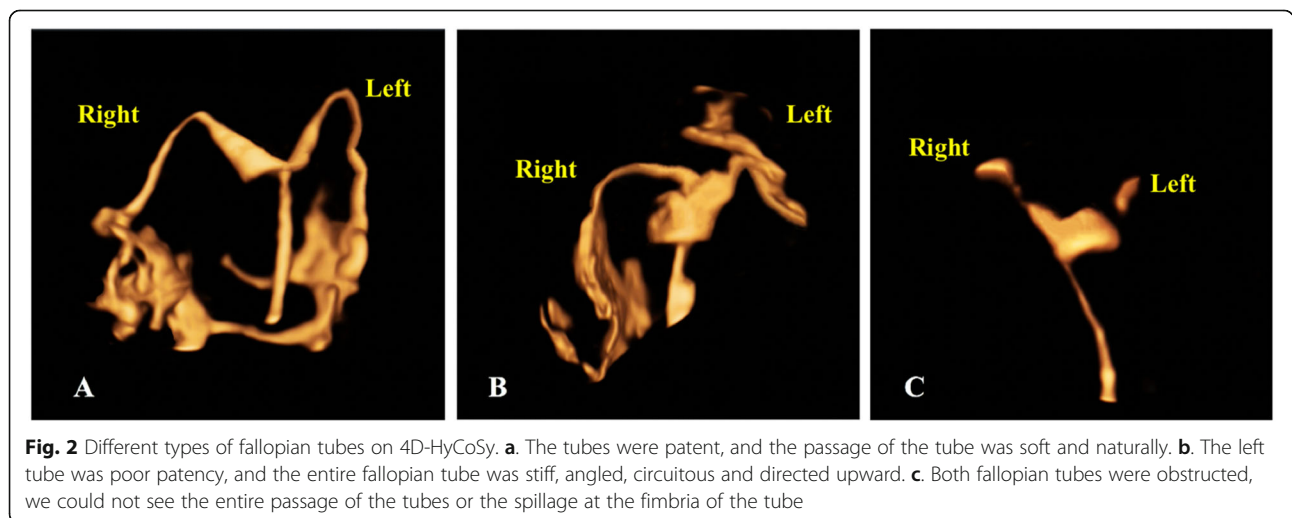 Right
Left
A
Right
Left
B
Right
Left
C
Fig. 2 Different types of fallopian tubes on 4D-HyCoSy. a. The tubes were patent, and the passage of the tube was soft and naturally. b. The left
tube was poor patency, and the entire fallopian tube was stiff, angled, circuitous and directed upward. c. Both fallopian tubes were obstructed,
we could not see the entire passage of the tubes or the spillage at the fimbria of the tube